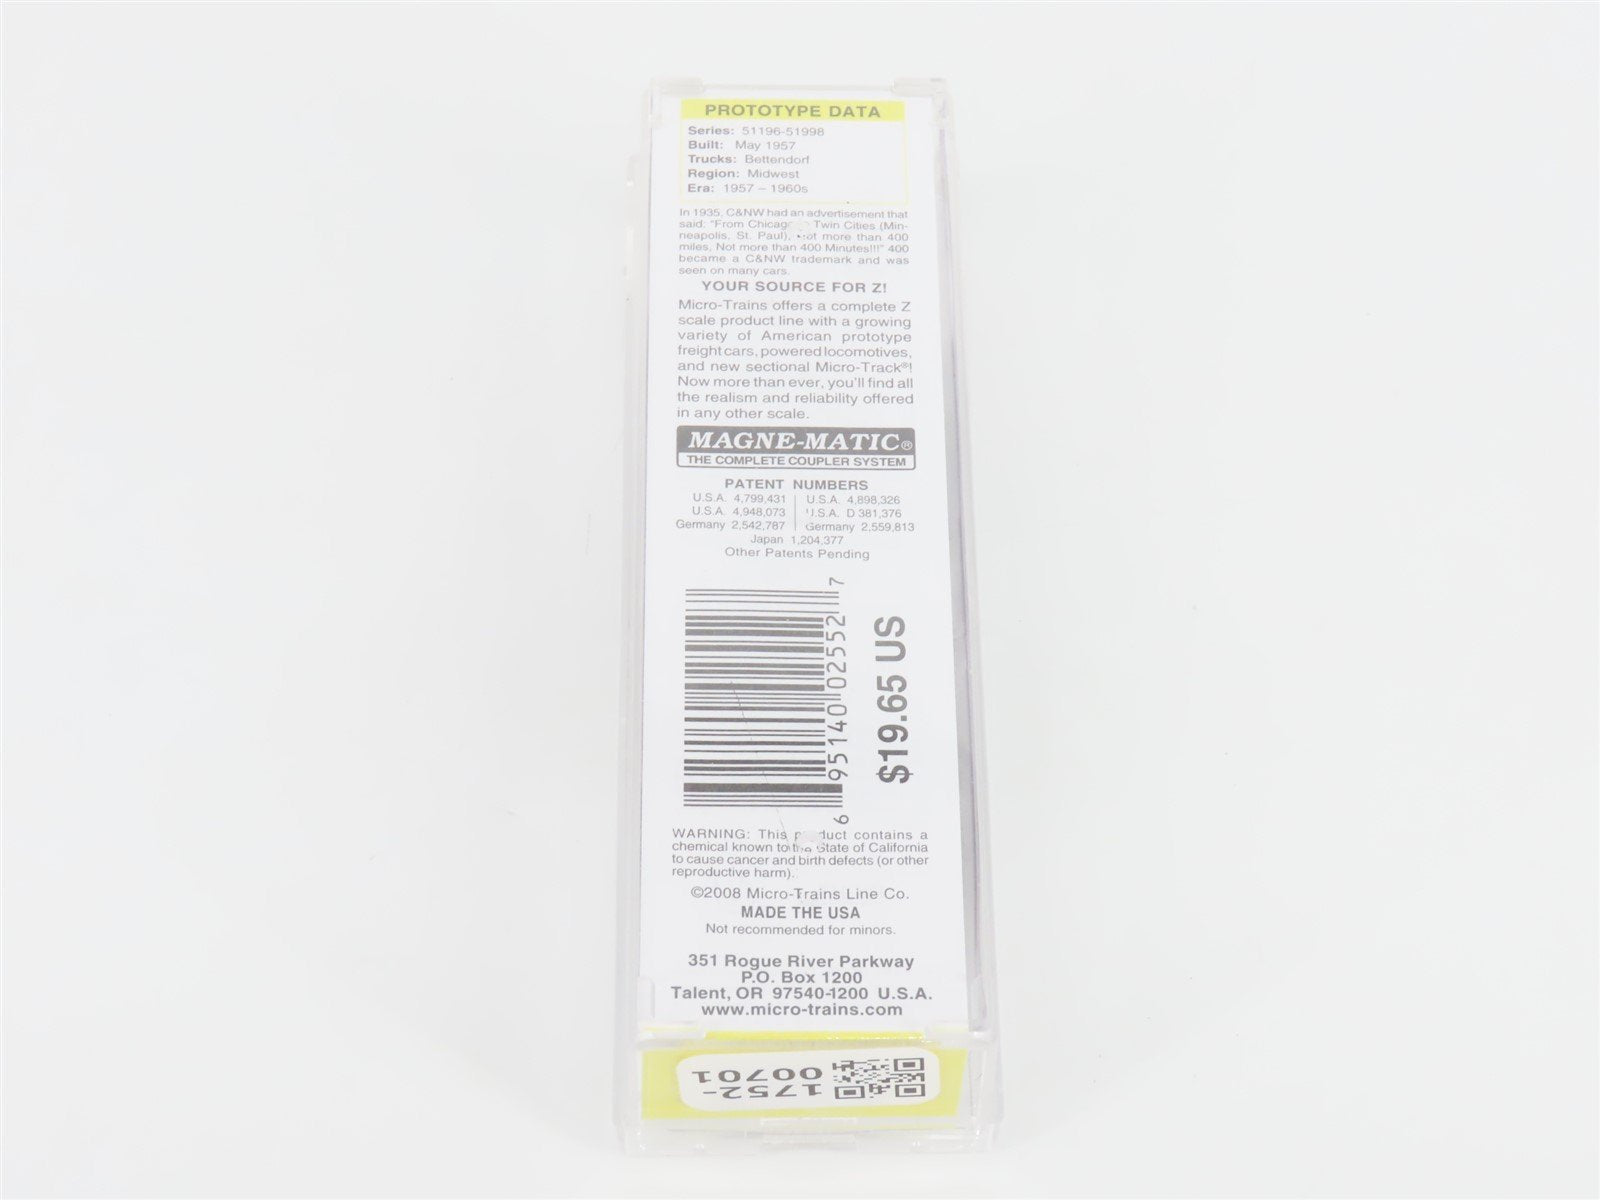 PROTOTYPE DATA
Series: 51196-51998
Built: May 1957
Trucks: Bettendorf
Region: Midwest
Era: 1957 – 1960s
In 1935, C&NW had an advertisement that
said: "From Chicago Twin Cities (Min-
neapolis, St. Paul), not more than 400
miles, Not more than 400 Minutes!!!" 400
became a C&NW trademark and was
seen on many cars.
YOUR SOURCE FOR Z!
Micro-Trains offers a complete Z
scale product line with a growing
variety of American prototype
freight cars, powered locomotives,
and new sectional Micro-Track®!
Now more than ever, you'll find all
the realism and reliability offered
in any other scale.
MAGNE-MATIC®
THE COMPLETE COUPLER SYSTEM
PATENT NUMBERS
U.S.A. 4,799,431 U.S.A. 4,898,326
U.S.A. 4,948,073 U.S.A. D 381,376
Germany 2,542,787 Germany 2,559,813
Japan 1,204,377
Other Patents Pending
6 95140 02552 7
$19.65 US
WARNING: This product contains a
chemical known to the State of California
to cause cancer and birth defects (or other
reproductive harm).
©2008 Micro-Trains Line Co.
MADE THE USA
Not recommended for minors.
351 Rogue River Parkway
P.O. Box 1200
Talent, OR 97540-1200 U.S.A.
www.micro-trains.com
1752-
00701